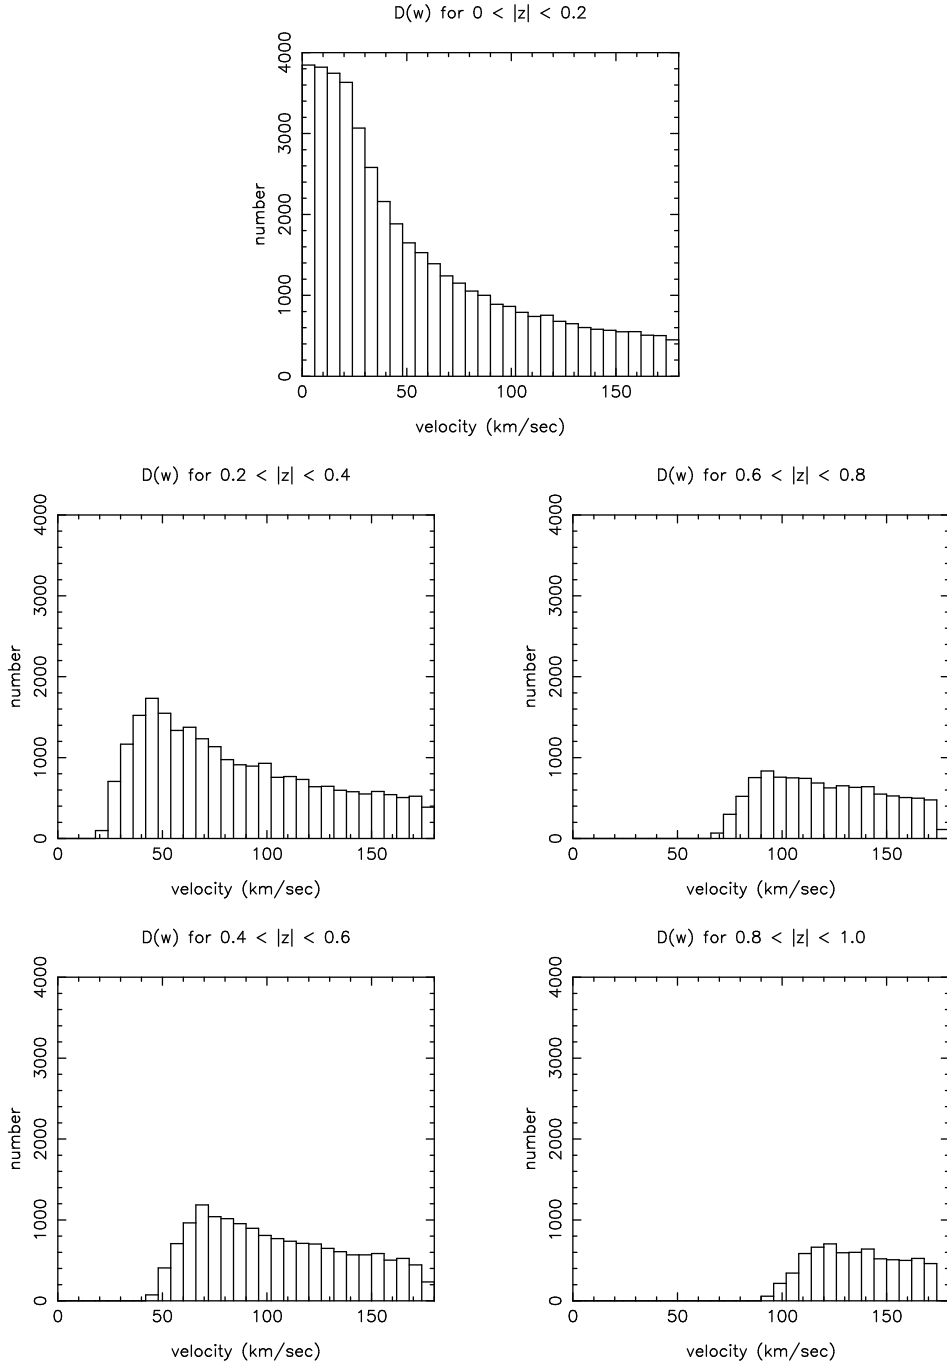 D(w) for 0 < |z| < 0.2
4000
3000
2000
1000
0
number
0 50 100 150
velocity (km/sec)
D(w) for 0.2 < |z| < 0.4
4000
3000
2000
1000
0
number
0 50 100 150
velocity (km/sec)
D(w) for 0.6 < |z| < 0.8
4000
3000
2000
1000
0
number
0 50 100 150
velocity (km/sec)
D(w) for 0.4 < |z| < 0.6
4000
3000
2000
1000
0
number
0 50 100 150
velocity (km/sec)
D(w) for 0.8 < |z| < 1.0
4000
3000
2000
1000
0
number
0 50 100 150
velocity (km/sec)